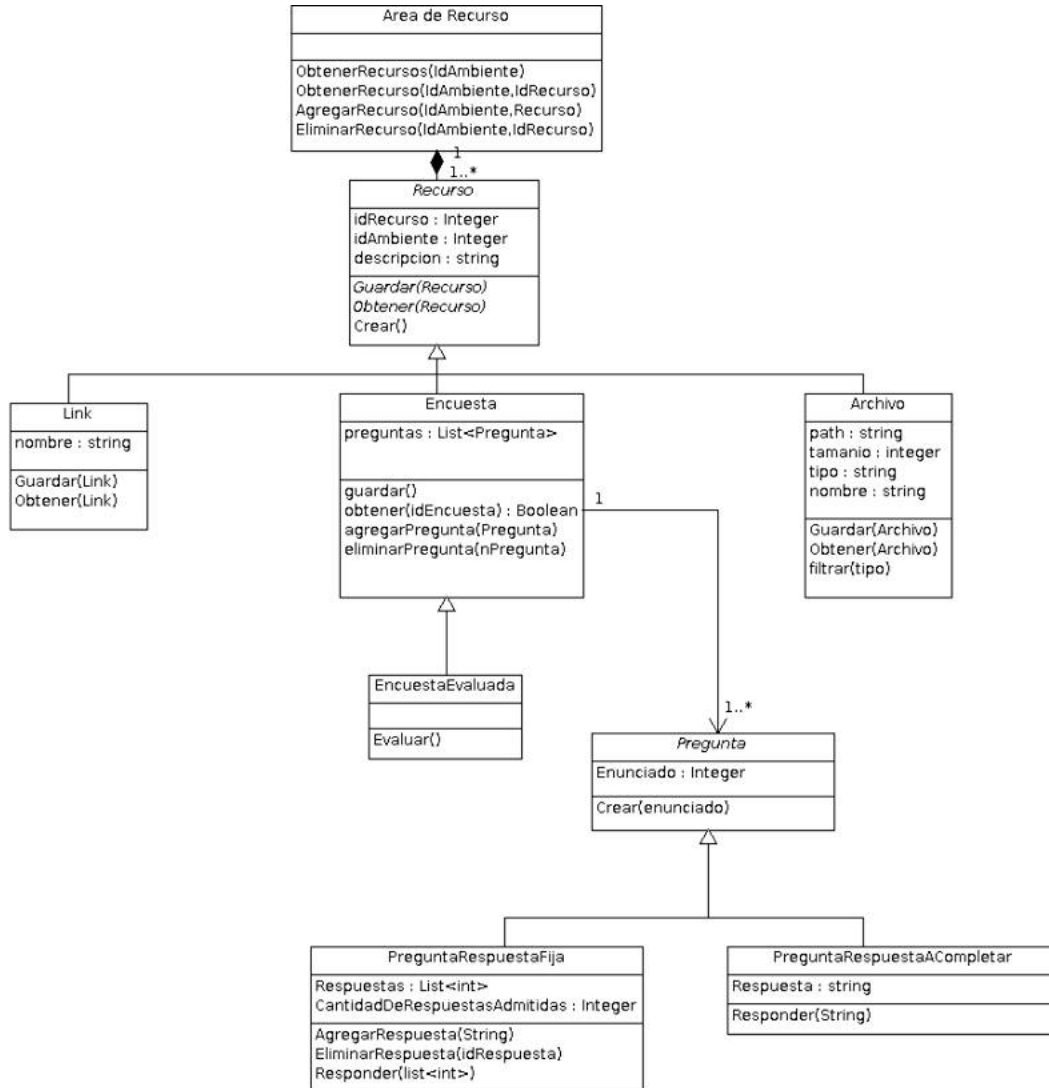 Area de Recurso
ObtenerRecursos(IdAmbiente)
ObtenerRecurso(IdAmbiente,IdRecurso)
AgregarRecurso(IdAmbiente,Recurso)
EliminarRecurso(IdAmbiente,IdRecurso)
1
1..*
Recurso
idRecurso : Integer
idAmbiente : Integer
descripcion : string
Guardar(Recurso)
Obtener(Recurso)
Crear()
Link
nombre : string
Guardar(Link)
Obtener(Link)
Encuesta
preguntas : List<Pregunta>
guardar()
obtener(idEncuesta) : Boolean
agregarPregunta(Pregunta)
eliminarPregunta(nPregunta)
1
Archivo
path : string
tamanio : integer
tipo : string
nombre : string
Guardar(Archivo)
Obtener(Archivo)
filtrar(tipo)
EncuestaEvaluada
Evaluar()
1..*
Pregunta
Enunciado : Integer
Crear(enunciado)
PreguntaRespuestaFija
Respuestas : List<int>
CantidadDeRespuestasAdmitidas : Integer
AgregarRespuesta(String)
EliminarRespuesta(idRespuesta)
Responder(list<int>)
PreguntaRespuestaACompletar
Respuesta : string
Responder(String)